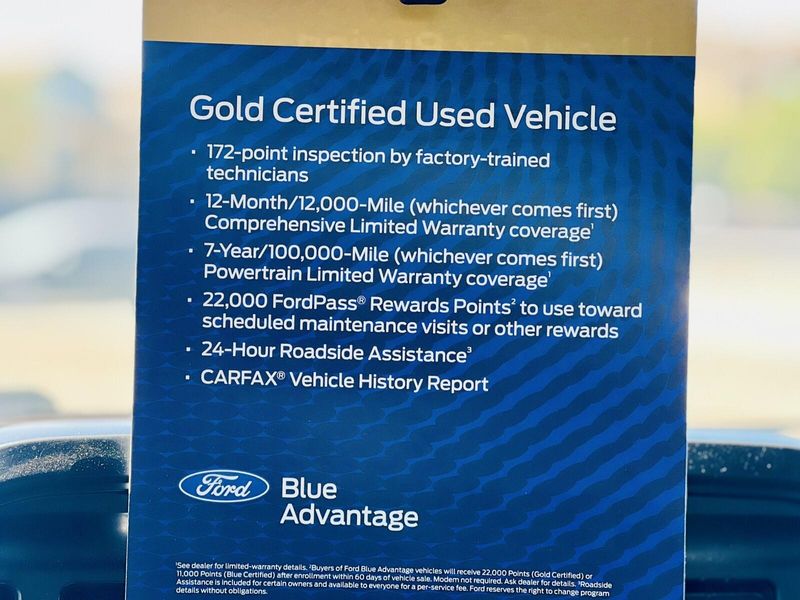 Gold Certified Used Vehicle
· 172-point inspection by factory-trained
technicians
· 12-Month/12,000-Mile (whichever comes first)
Comprehensive Limited Warranty coverage¹
· 7-Year/100,000-Mile (whichever comes first)
Powertrain Limited Warranty coverage¹
· 22,000 FordPass® Rewards Points² to use toward
scheduled maintenance visits or other rewards
· 24-Hour Roadside Assistance³
· CARFAX® Vehicle History Report
Ford
Blue
Advantage
¹See dealer for limited-warranty details. ²Buyers of Ford Blue Advantage vehicles will receive 22,000 Points (Gold Certified) or
11,000 Points (Blue Certified) after enrollment within 60 days of vehicle sale. Modem not required. Ask dealer for details. ³Roadside
Assistance is included for certain owners and available to everyone for a per-service fee. Ford reserves the right to change program
details without obligations.